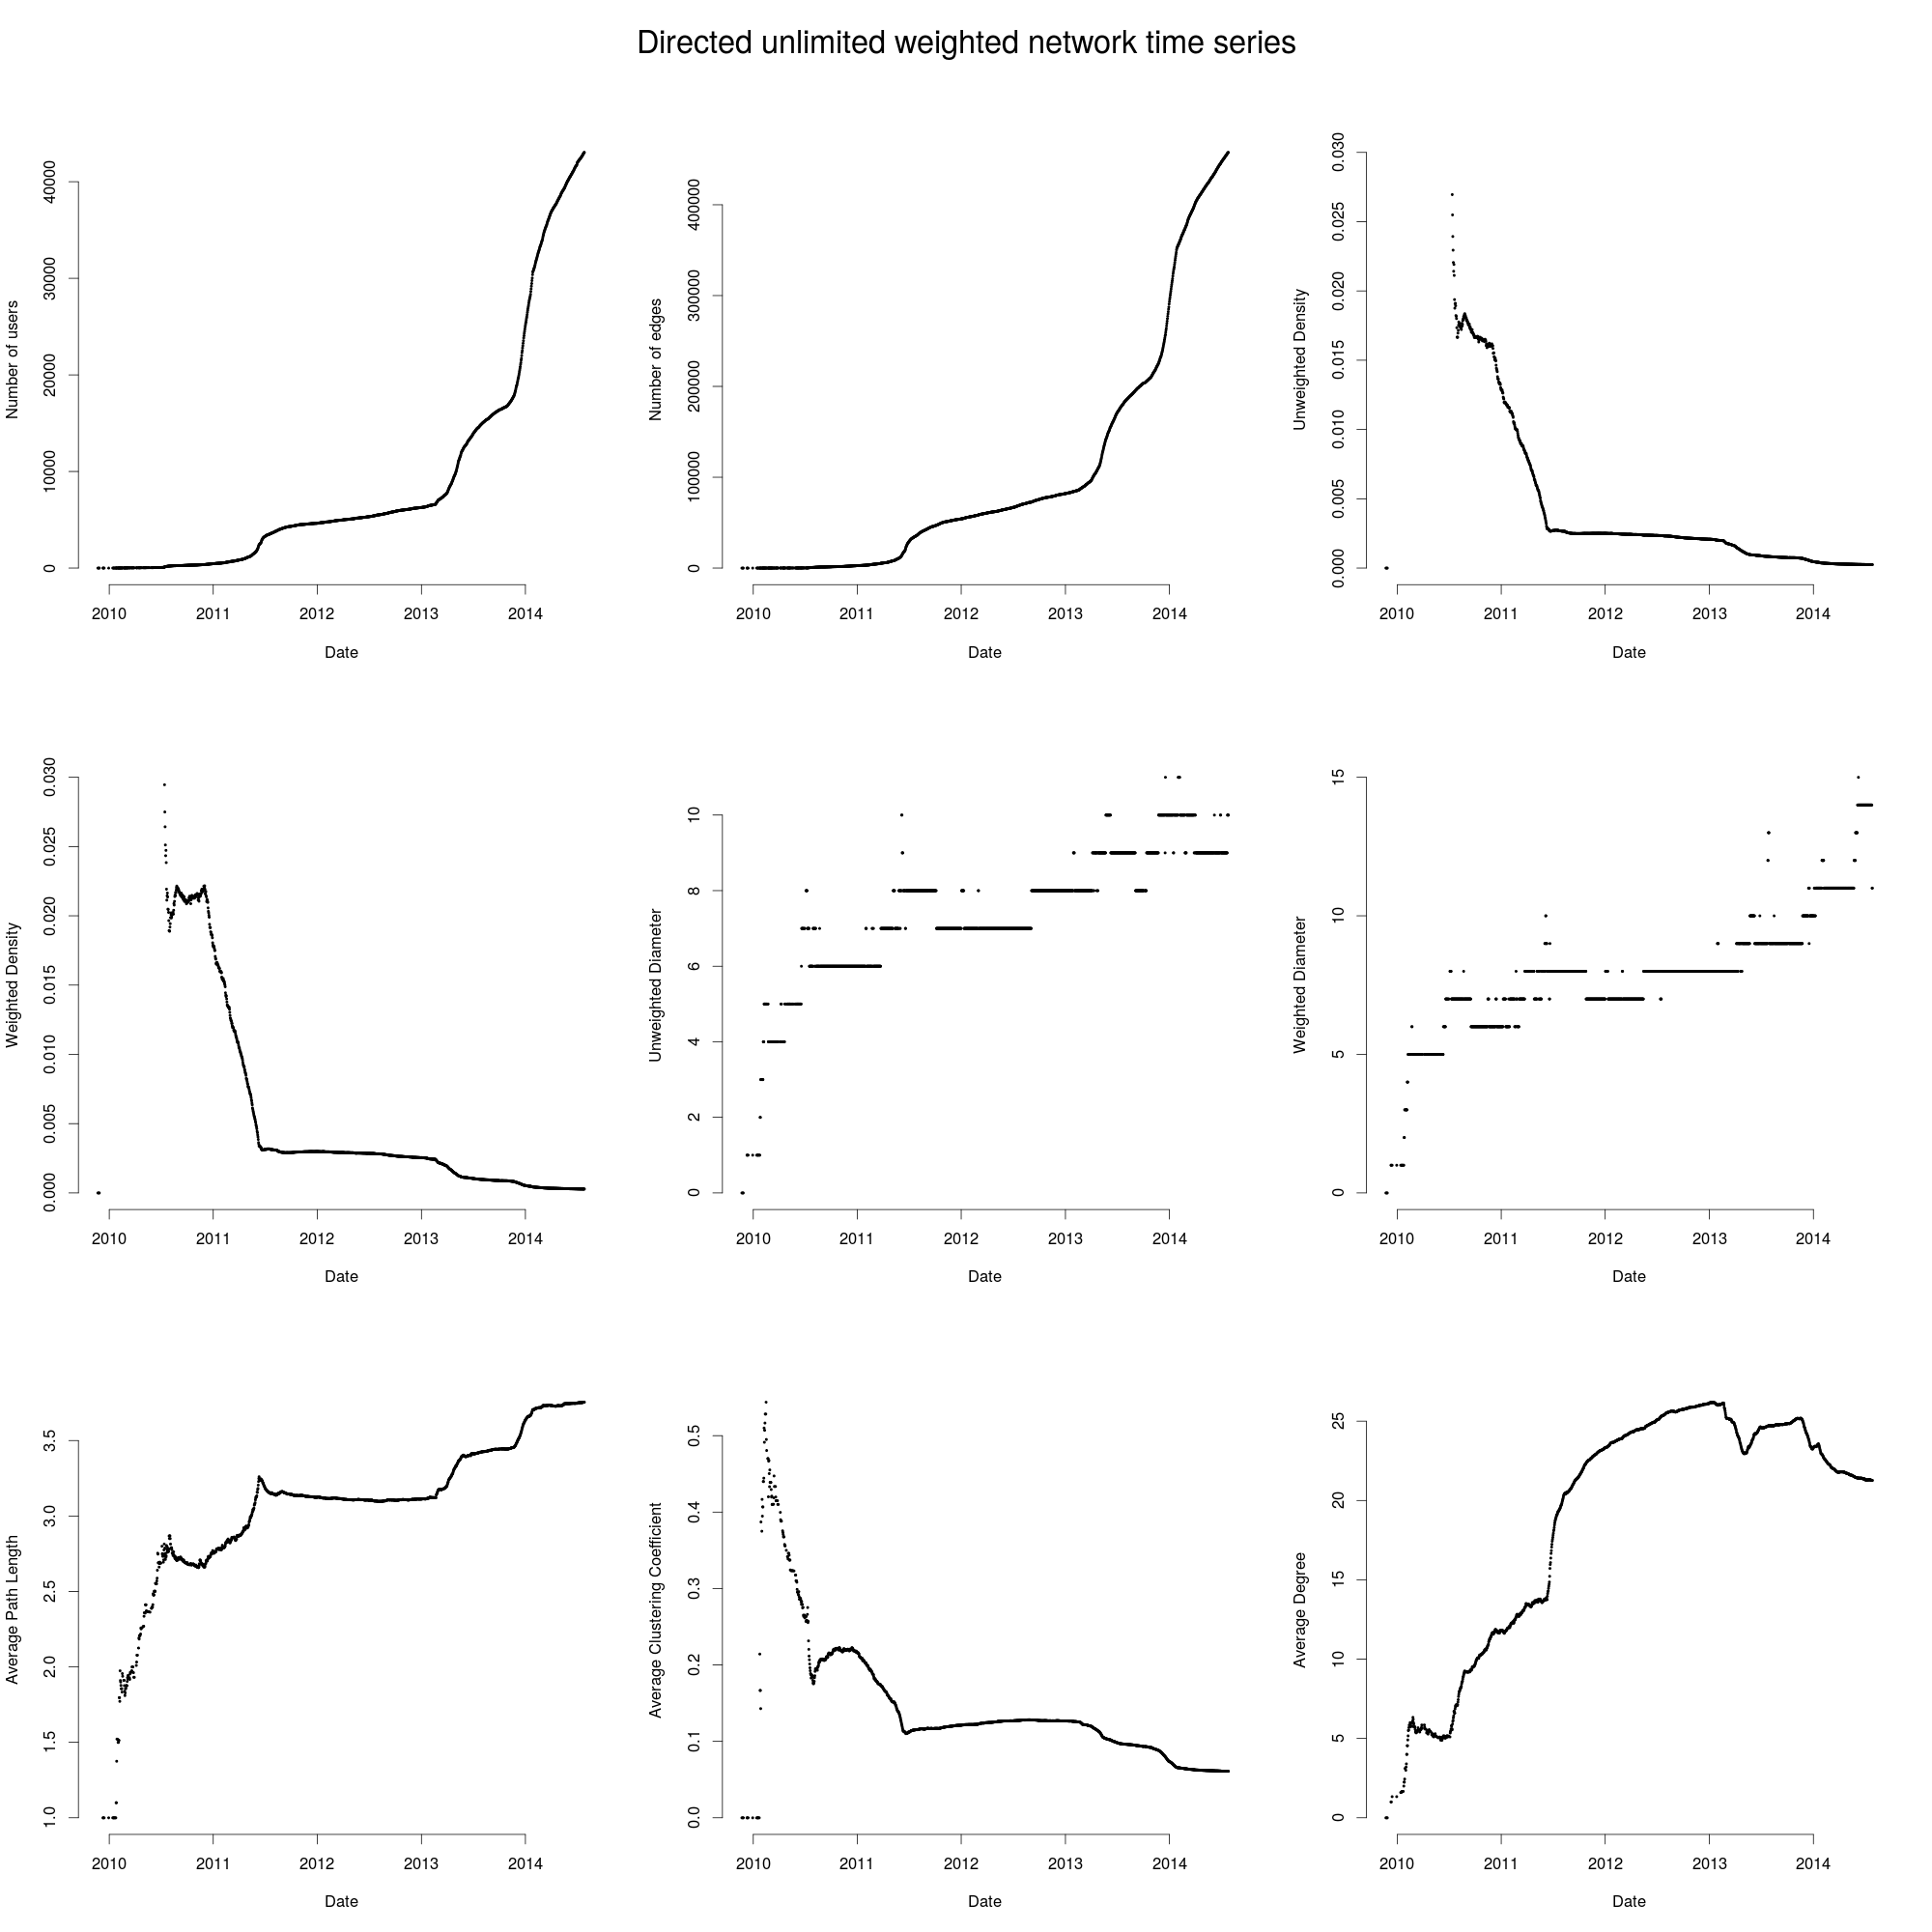 Directed unlimited weighted network time series
Number of users
0 10000 20000 30000 40000
2010 2011 2012 2013 2014
Date
Number of edges
0 100000 200000 300000 400000
2010 2011 2012 2013 2014
Date
Unweighted Density
0.000 0.005 0.010 0.015 0.020 0.025 0.030
2010 2011 2012 2013 2014
Date
Weighted Density
0.000 0.005 0.010 0.015 0.020 0.025 0.030
2010 2011 2012 2013 2014
Date
Unweighted Diameter
0 2 4 6 8 10
2010 2011 2012 2013 2014
Date
Weighted Diameter
0 5 10 15
2010 2011 2012 2013 2014
Date
Average Path Length
1.0 1.5 2.0 2.5 3.0 3.5
2010 2011 2012 2013 2014
Date
Average Clustering Coefficient
0.0 0.1 0.2 0.3 0.4 0.5
2010 2011 2012 2013 2014
Date
Average Degree
0 5 10 15 20 25
2010 2011 2012 2013 2014
Date